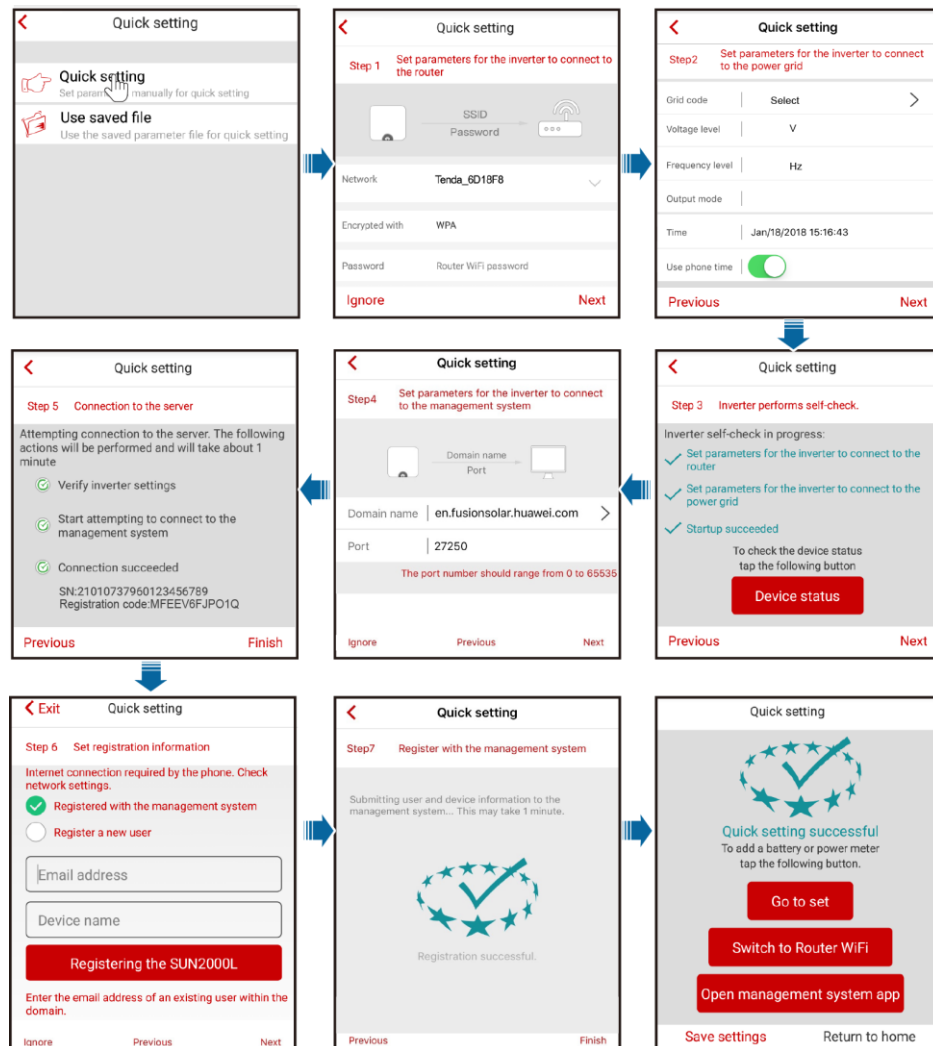 Quick setting
Quick setting
Set parameters manually for quick setting
Use saved file
Use the saved parameter file for quick setting
Quick setting
Step 1 Set parameters for the inverter to connect to
the router
SSID
Password
Network Tenda_6D18F8
Encrypted with WPA
Password Router WiFi password
Ignore Next
Quick setting
Step2 Set parameters for the inverter to connect
to the power grid
Grid code Select
Voltage level V
Frequency level Hz
Output mode
Time Jan/18/2018 15:16:43
Use phone time
Previous Next
Quick setting
Step 3 Inverter performs self-check.
Inverter self-check in progress:
Set parameters for the inverter to connect to the
router
Set parameters for the inverter to connect to the
power grid
Startup succeeded
To check the device status
tap the following button
Device status
Previous Next
Quick setting
Step4 Set parameters for the inverter to connect
to the management system
Domain name
Port
Domain name en.fusionsolar.huawei.com
Port 27250
The port number should range from 0 to 65535
Ignore Previous Next
Quick setting
Step 5 Connection to the server
Attempting connection to the server. The following
actions will be performed and will take about 1
minute
Verify inverter settings
Start attempting to connect to the
management system
Connection succeeded
SN:21010737960123456789
Registration code:MFEEV6FJPO1Q
Previous Finish
Exit Quick setting
Step 6 Set registration information
Internet connection required by the phone. Check
network settings.
Registered with the management system
Register a new user
Email address
Device name
Registering the SUN2000L
Enter the email address of an existing user within the
domain.
Ignore Previous Next
Quick setting
Step7 Register with the management system
Submitting user and device information to the
management system... This may take 1 minute.
Registration successful.
Previous Finish
Quick setting
Quick setting successful
To add a battery or power meter
tap the following button.
Go to set
Switch to Router WiFi
Open management system app
Save settings Return to home